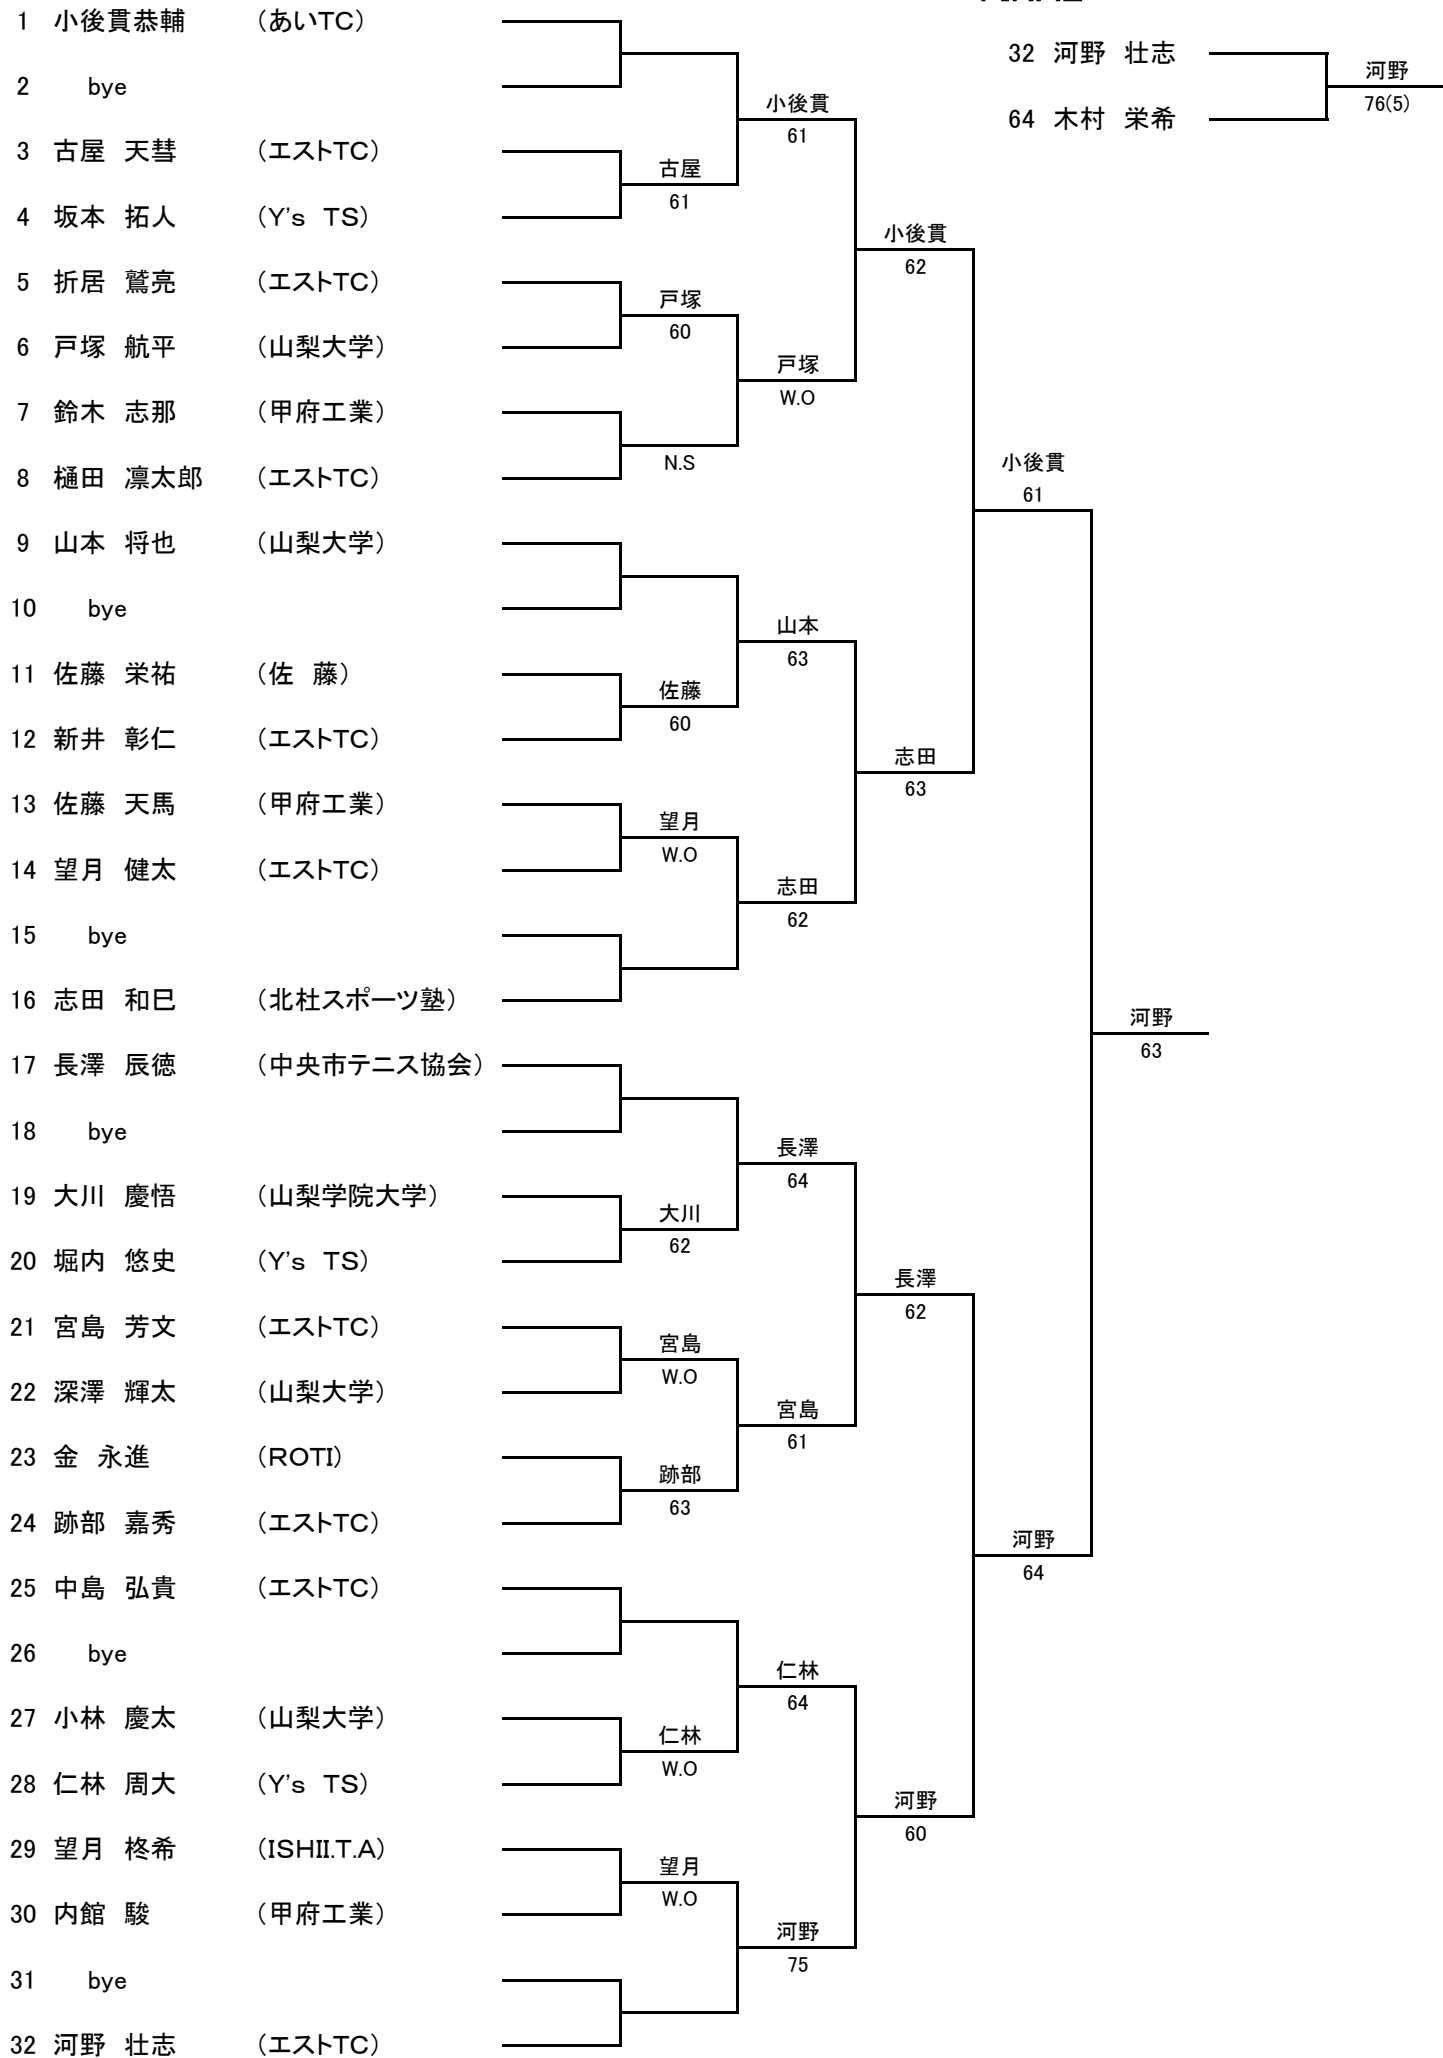 1 小後貫恭輔 （あいTC）
2 bye
3 古屋 天彗 （エストTC）
4 坂本 拓人 （Y's TS）
5 折居 鷲亮 （エストTC）
6 戸塚 航平 （山梨大学）
7 鈴木 志那 （甲府工業）
8 樋田 凛太郎 （エストTC）
9 山本 将也 （山梨大学）
10 bye
11 佐藤 栄祐 （佐 藤）
12 新井 彰仁 （エストTC）
13 佐藤 天馬 （甲府工業）
14 望月 健太 （エストTC）
15 bye
16 志田 和巳 （北杜スポーツ塾）
17 長澤 辰徳 （中央市テニス協会）
18 bye
19 大川 慶悟 （山梨学院大学）
20 堀内 悠史 （Y's TS）
21 宮島 芳文 （エストTC）
22 深澤 輝太 （山梨大学）
23 金 永進 （ROTI）
24 跡部 嘉秀 （エストTC）
25 中島 弘貴 （エストTC）
26 bye
27 小林 慶太 （山梨大学）
28 仁林 周大 （Y's TS）
29 望月 柊希 （ISHII.T.A）
30 内館 駿 （甲府工業）
31 bye
32 河野 壮志 （エストTC）
古屋
61
戸塚
60
N.S
佐藤
60
望月
W.O
大川
62
宮島
W.O
跡部
63
仁林
W.O
望月
W.O
小後貫
61
戸塚
W.O
山本
63
志田
62
長澤
64
宮島
61
仁林
64
河野
75
小後貫
62
志田
63
長澤
62
河野
60
小後貫
61
河野
64
河野
63
32 河野 壮志
64 木村 栄希
河野
76(5)